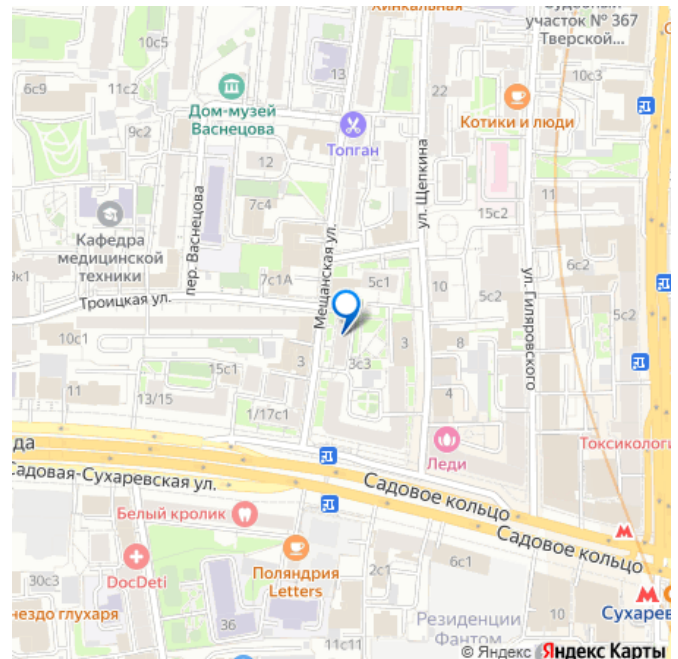 Хинкальная
участок № 367
Тверской...
10с5
13
10с3
6с9
11с2
22
Дом-музей
Васнецова
Котики и люди
9с2
Топган
12
ул. Щепкина
11
7с4
15с2
Кафедра
медицинской
техники
пер. Васнецова
Мещанская ул.
6с2
9к1
7с1А
5с1
10
5с2
ул. Гиляровского
Троицкая ул.
5с2
10с1
3
8
15с1
3
3с3
4
11
13/15
1/17с1
Леди
Токсикологи
да
Садовая-Сухаревская ул.
Садовое кольцо
Белый кролик
Садовое кольцо
DocDeti
Поляндрия
Letters
2с1
6с1
30с3
Сухарев
нездо глухаря
36
Резиденции
Фантом
10
11с11
© Яндекс
Яндекс Карты